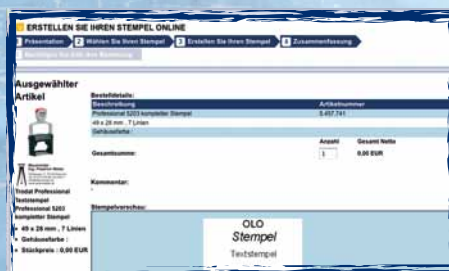 ERSTELLEN SIE IHREN STEMPEL ONLINE
1 Präsentation 2 Wählen Sie Ihren Stempel 3 Erstellen Sie Ihren Stempel 4 Zusammenfassung
Ausgewählter
Artikel
Bestelldetails:
Beschreibung Artikelnummer
Professional 5203 kompletter Stempel 5.457.741
49 x 28 mm , 7 Linien
Gehäusefarbe :
Anzahl Gesamt Netto
Gesamtsumme: 1 0,00 EUR
Kommentar:
-
Trodat Professional
Textstempel
Professional 5203
kompletter Stempel
49 x 28 mm , 7 Linien
Gehäusefarbe :
Stückpreis : 0,00 EUR
Stempelvorschau:
OLO
Stempel
Textstempel